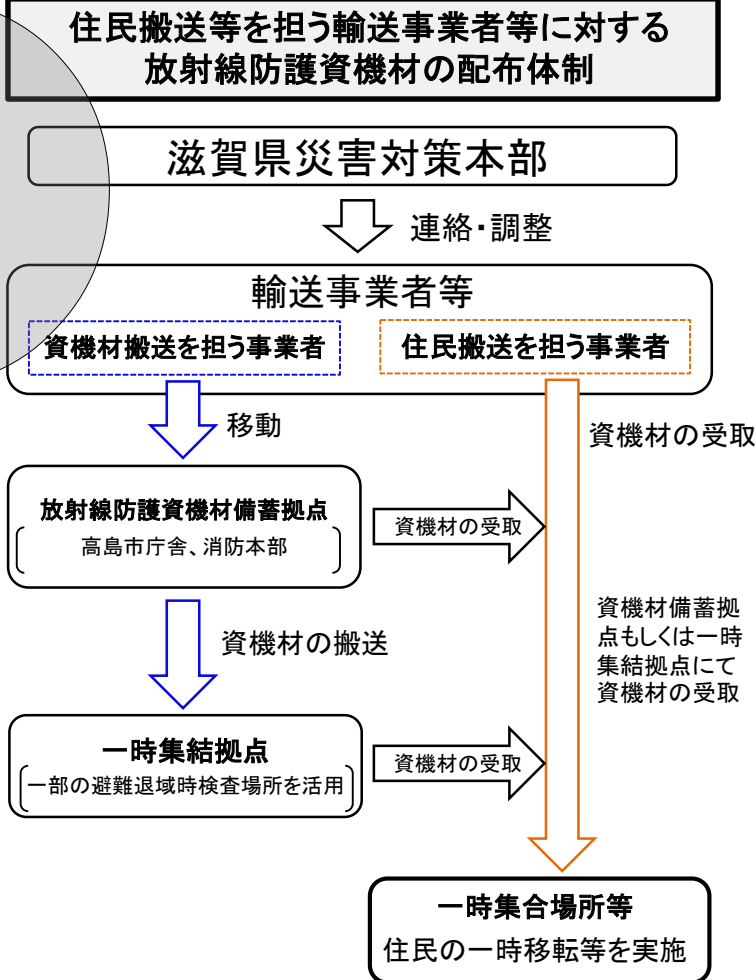 住民搬送等を担う輸送事業者等に対する
放射線防護資機材の配布体制
滋賀県災害対策本部
連絡・調整
輸送事業者等
資機材搬送を担う事業者
住民搬送を担う事業者
移動
資機材の受取
放射線防護資機材備蓄拠点
高島市庁舎、消防本部
資機材の受取
資機材の搬送
資機材備蓄拠
点もしくは一時
集結拠点にて
資機材の受取
一時集結拠点
一部の避難退域時検査場所を活用
資機材の受取
一時集合場所等
住民の一時移転等を実施